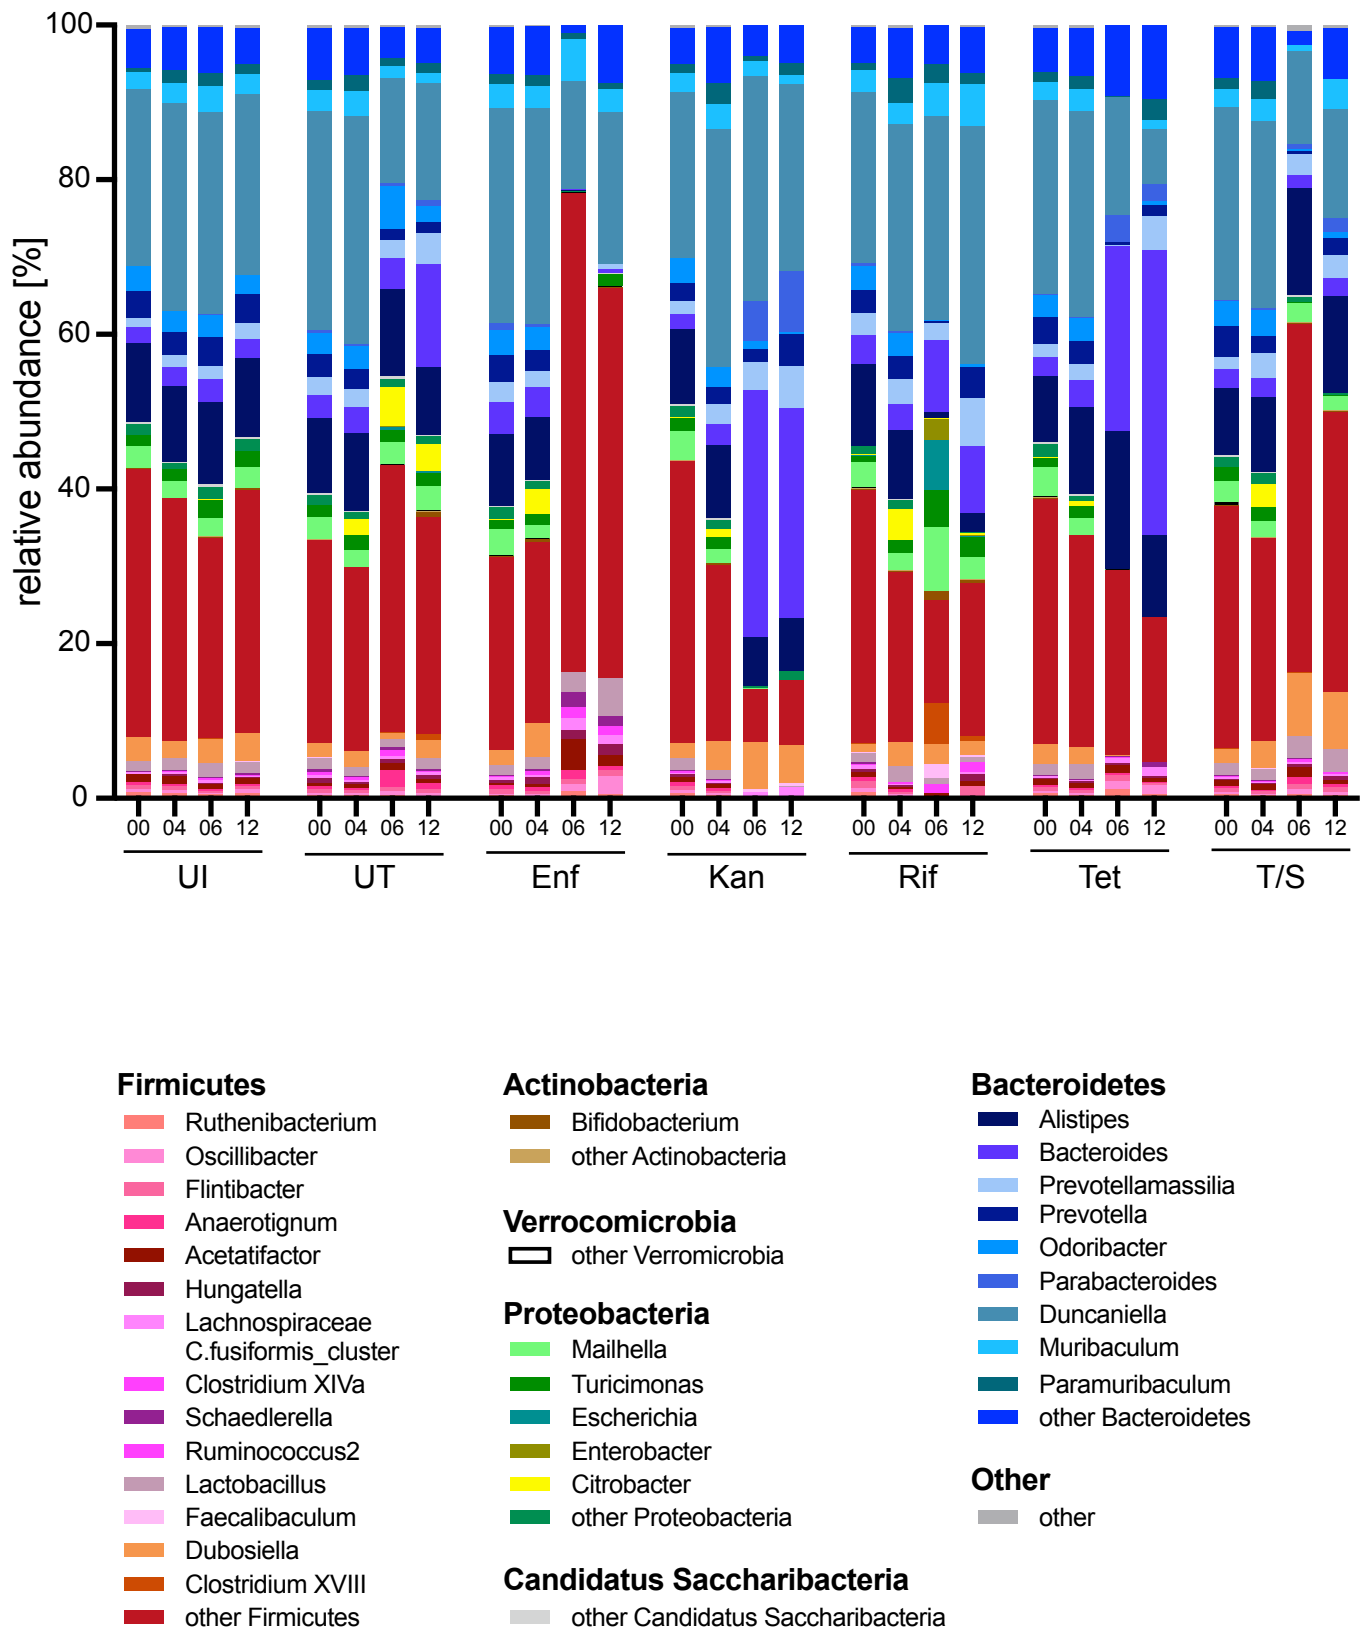 100
80
60
40
20
0
relative abundance [%]
00 04 06 12 00 04 06 12 00 04 06 12 00 04 06 12 00 04 06 12 00 04 06 12 00 04 06 12
UI UT Enf Kan Rif Tet T/S
Firmicutes
Ruthenibacterium
Oscillibacter
Flintibacter
Anaerotignum
Acetatifactor
Hungatella
Lachnospiraceae
C.fusiformis_cluster
Clostridium XIVa
Schaedlerella
Ruminococcus2
Lactobacillus
Faecalibaculum
Dubosiella
Clostridium XVIII
other Firmicutes
Actinobacteria
Bifidobacterium
other Actinobacteria
Verrocomicrobia
other Verromicrobia
Proteobacteria
Mailhella
Turicimonas
Escherichia
Enterobacter
Citrobacter
other Proteobacteria
Candidatus Saccharibacteria
other Candidatus Saccharibacteria
Bacteroidetes
Alistipes
Bacteroides
Prevotellamassilia
Prevotella
Odoribacter
Parabacteroides
Duncaniella
Muribaculum
Paramuribaculum
other Bacteroidetes
Other
other